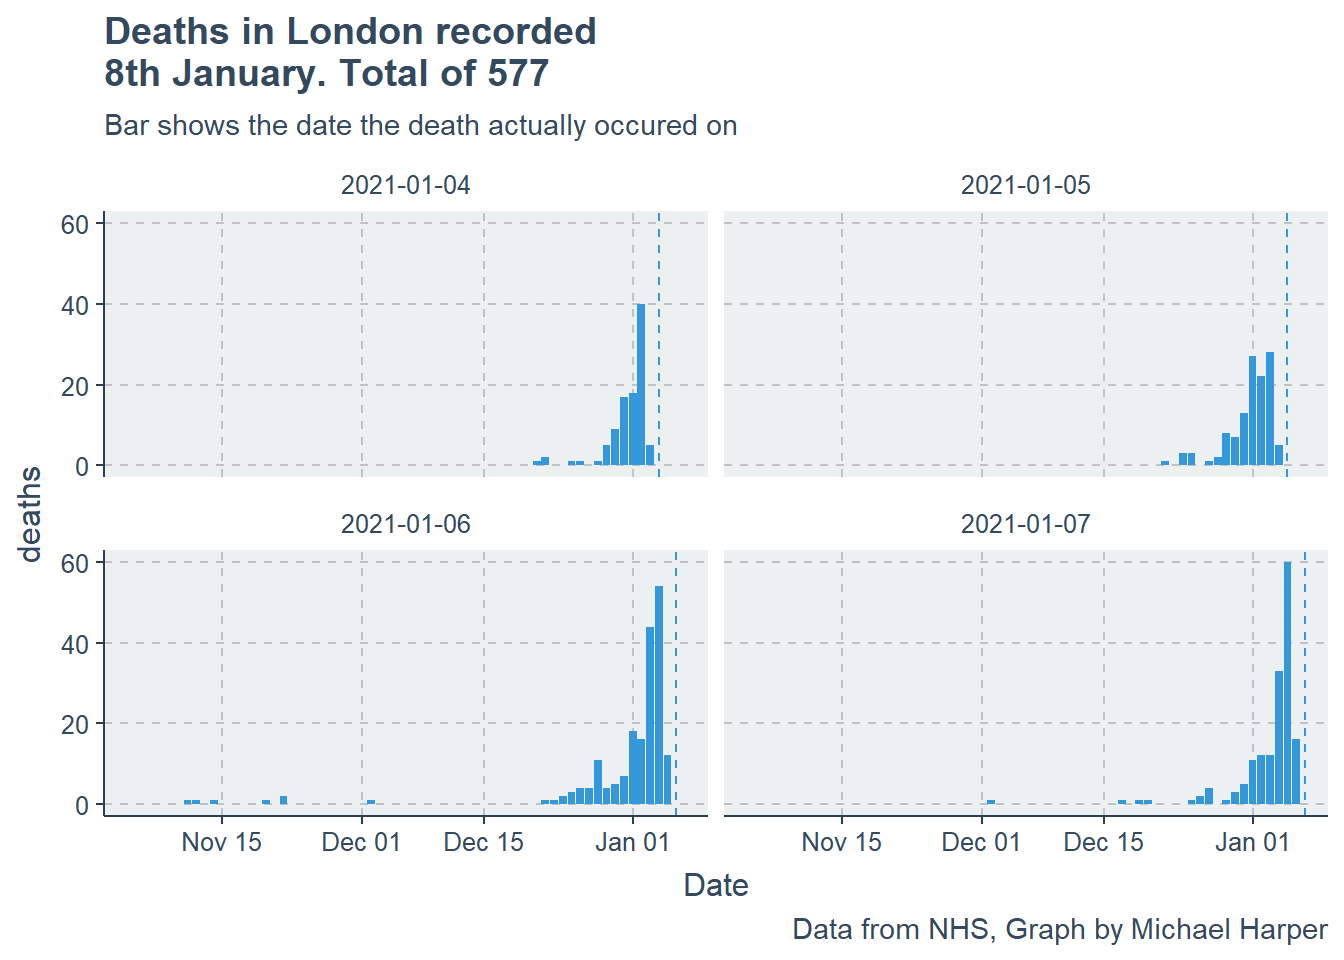 Deaths in London recorded
8th January. Total of 577
Bar shows the date the death actually occured on
2021-01-04
2021-01-05
60
40
20
0
2021-01-06
2021-01-07
60
40
20
0
deaths
Nov 15
Dec 01
Dec 15
Jan 01
Nov 15
Dec 01
Dec 15
Jan 01
Date
Data from NHS, Graph by Michael Harper